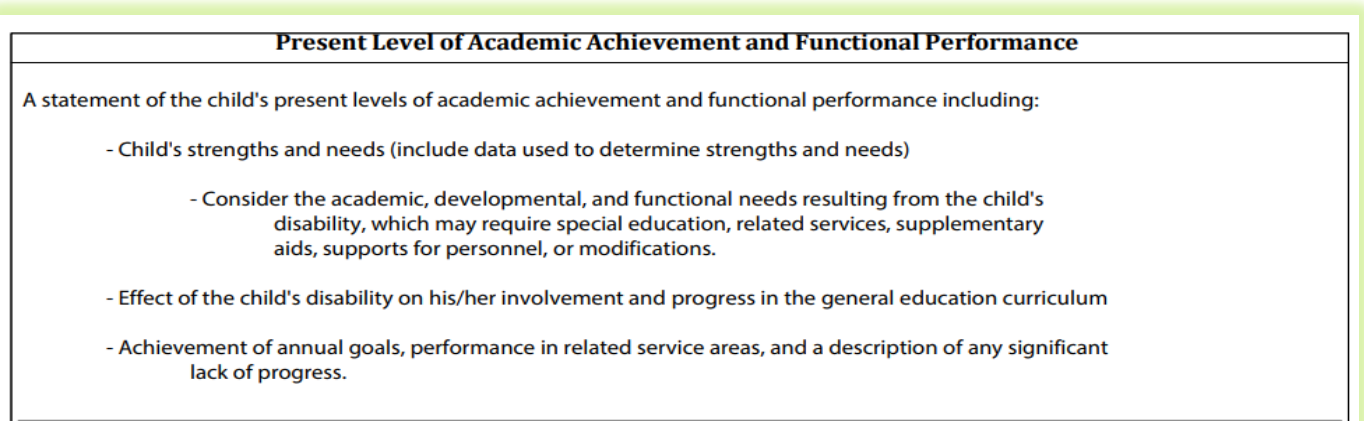 Present Level of Academic Achievement and Functional Performance
A statement of the child's present levels of academic achievement and functional performance including:
- Child's strengths and needs (include data used to determine strengths and needs)
- Consider the academic, developmental, and functional needs resulting from the child's
disability, which may require special education, related services, supplementary
aids, supports for personnel, or modifications.
- Effect of the child's disability on his/her involvement and progress in the general education curriculum
- Achievement of annual goals, performance in related service areas, and a description of any significant
lack of progress.